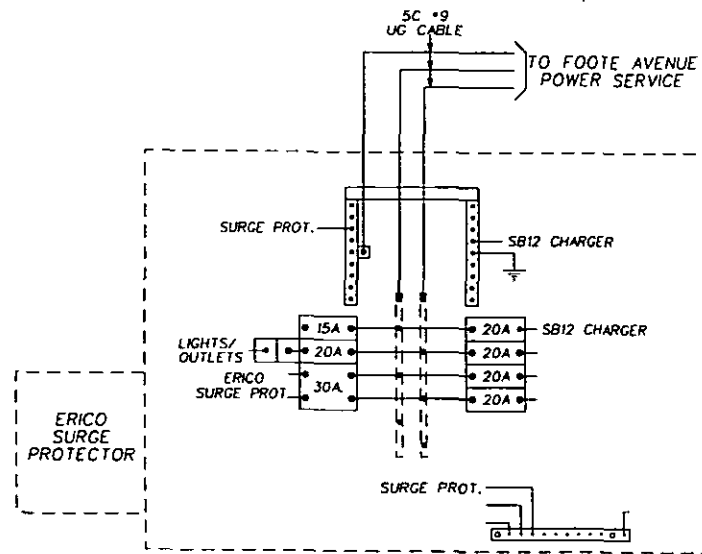 5C #9
UG CABLE
TO FOOTE AVENUE
POWER SERVICE
SURGE PROT.
SB12 CHARGER
15A
20A
SB12 CHARGER
LIGHTS/
OUTLETS
20A
20A
ERICO
SURGE PROT
30A.
20A
20A
ERICO
SURGE
PROTECTOR
SURGE PROT.